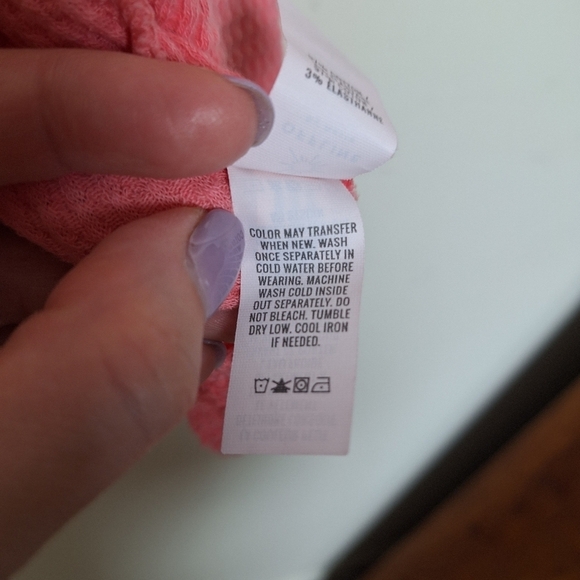 3% ELASTHANNE
COLOR MAY TRANSFER
WHEN NEW. WASH
ONCE SEPARATELY IN
COLD WATER BEFORE
WEARING. MACHINE
WASH COLD INSIDE
OUT SEPARATELY. DO
NOT BLEACH. TUMBLE
DRY LOW. COOL IRON
IF NEEDED.